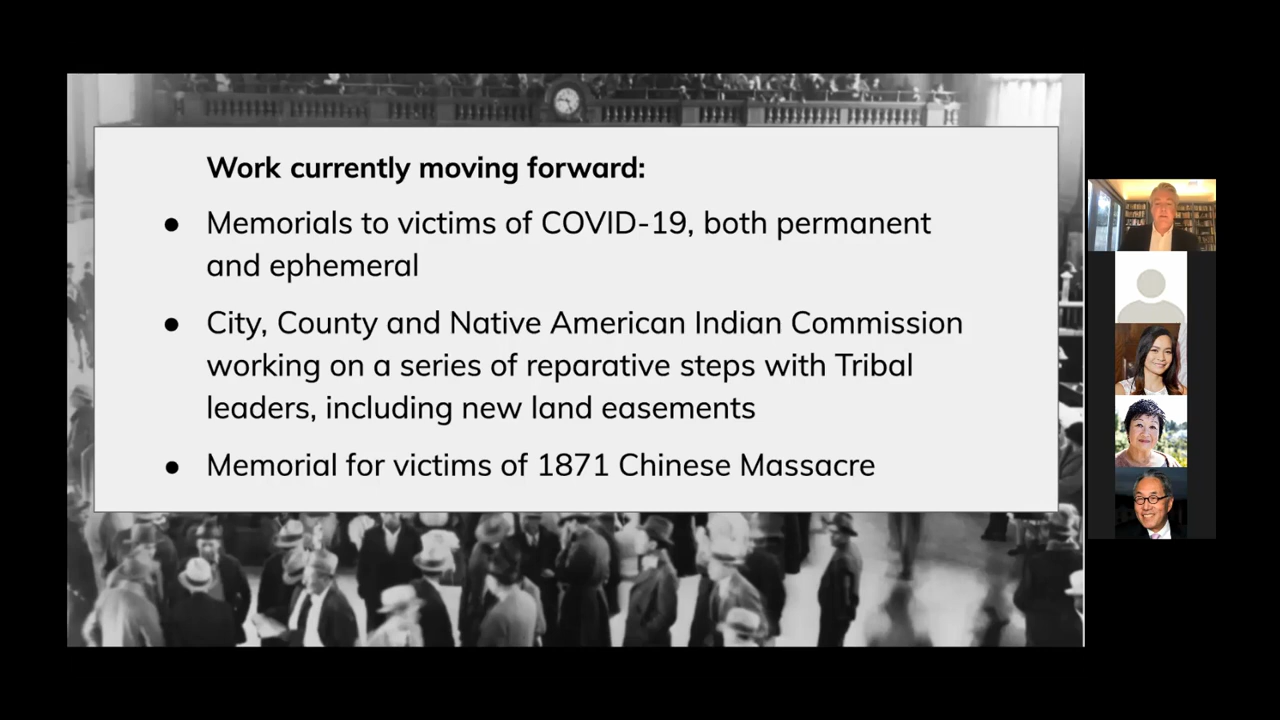 Work currently moving forward:
● Memorials to victims of COVID-19, both permanent
and ephemeral
● City, County and Native American Indian Commission
working on a series of reparative steps with Tribal
leaders, including new land easements
● Memorial for victims of 1871 Chinese Massacre